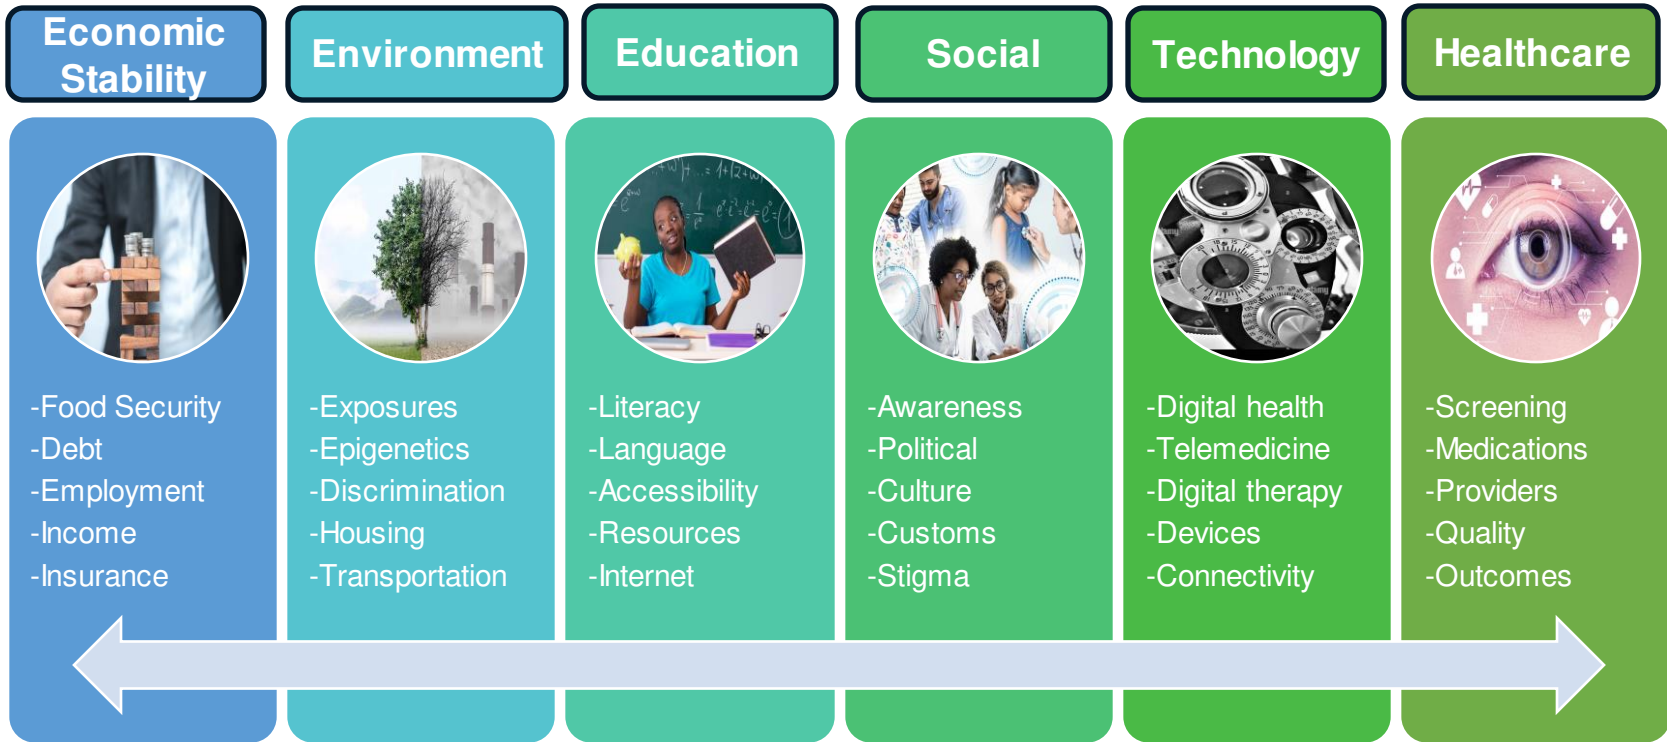 Economic
Stability
Environment
Education
Social
Technology
Healthcare
-Food Security
-Debt
-Employment
-Income
-Insurance
-Exposures
-Epigenetics
-Discrimination
-Housing
-Transportation
-Literacy
-Language
-Accessibility
-Resources
-Internet
-Awareness
-Political
-Culture
-Customs
-Stigma
-Digital health
-Telemedicine
-Digital therapy
-Devices
-Connectivity
-Screening
-Medications
-Providers
-Quality
-Outcomes